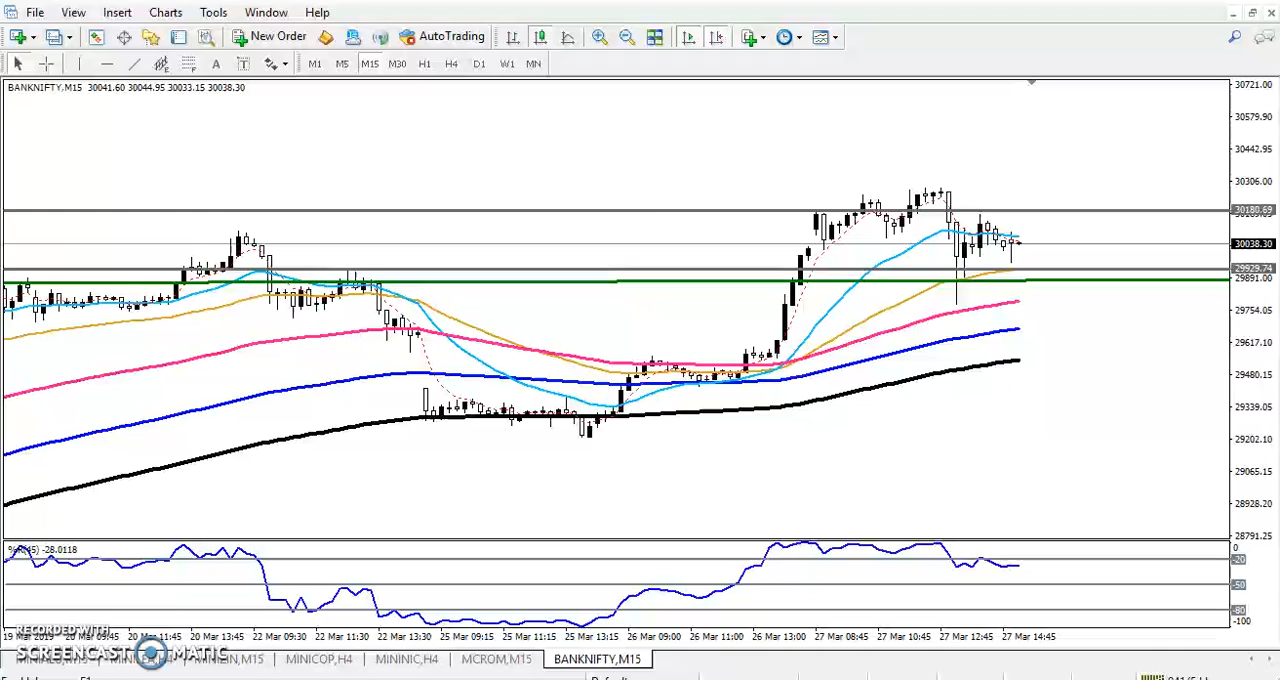 File View Insert Charts Tools Window Help
New Order AutoTrading
A T M1 M5 M15 M30 H1 H4 D1 W1 MN
BANKNIFTY,M15 30041.60 30044.95 30033.15 30038.30
30721.00
30579.90
30442.95
30306.00
30180.69
30038.30
29929.74
29891.00
29754.05
29617.10
29480.15
29339.05
29202.10
29065.15
28928.20
28791.25
%R(45) -28.0118
0
-20
-50
-80
-100
19 Mar 2019 20 Mar 09:45 20 Mar 11:45 20 Mar 13:45 22 Mar 09:30 22 Mar 11:30 22 Mar 13:30 25 Mar 09:15 25 Mar 11:15 25 Mar 13:15 26 Mar 09:00 26 Mar 11:00 26 Mar 13:00 27 Mar 08:45 27 Mar 10:45 27 Mar 12:45 27 Mar 14:45
RECORDED WITH
SCREENCAST MATIC
MINICOP,H4 MININIC,H4 MCROM,M15 BANKNIFTY,M15